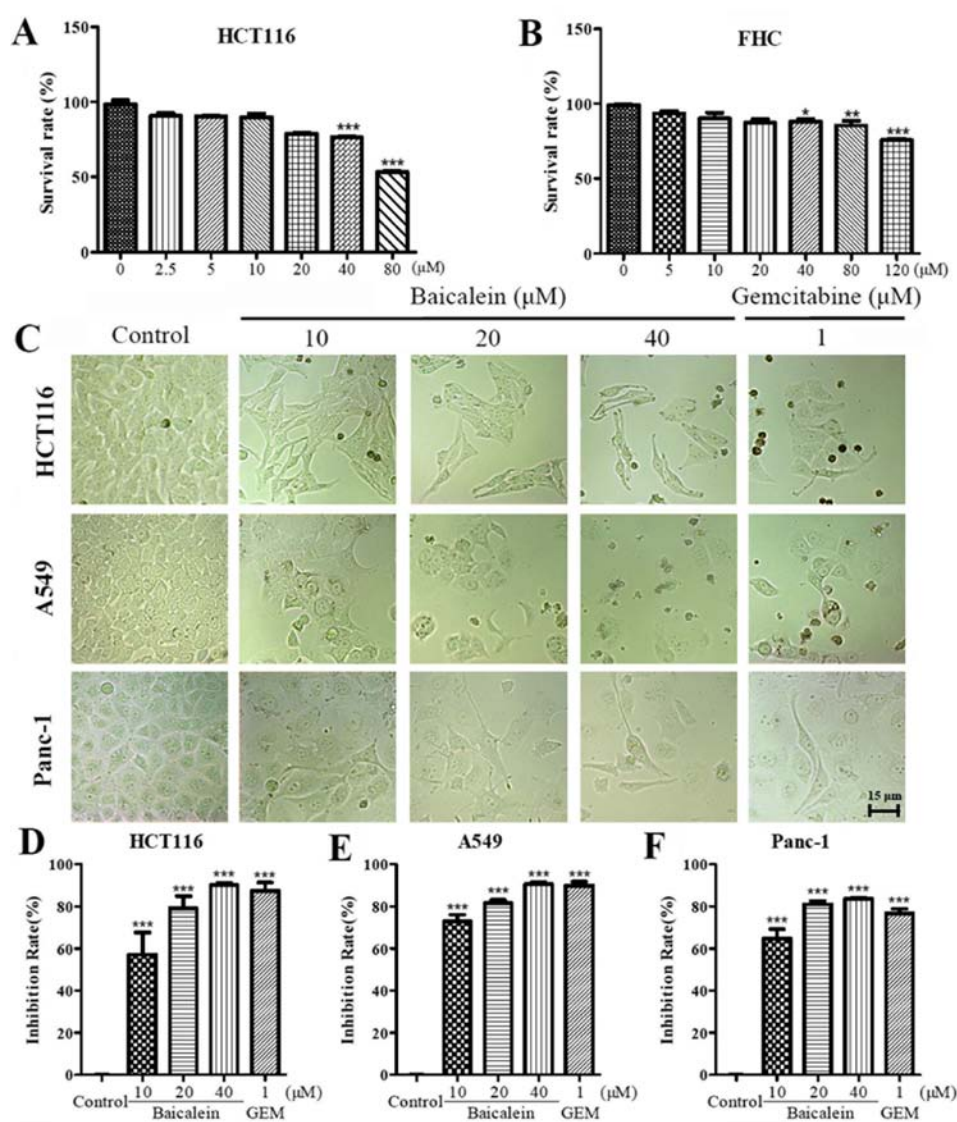 A
HCT116
Survival rate (%)
150
100
50
0
***
***
0 2.5 5 10 20 40 80 (μM)
B
FHC
Survival rate (%)
150
100
50
0
*
**
***
0 5 10 20 40 80 120 (μM)
Baicalein (μM)
Gemcitabine (μM)
C
Control 10 20 40 1
HCT116
A549
Panc-1
15 μm
D
HCT116
Inhibition Rate(%)
100
80
60
40
20
0
***
***
***
***
Control 10 20 40 1 (μM)
Baicalein GEM
E
A549
Inhibition Rate(%)
100
80
60
40
20
0
***
***
***
***
Control 10 20 40 1 (μM)
Baicalein GEM
F
Panc-1
Inhibition Rate(%)
100
80
60
40
20
0
***
***
***
***
Control 10 20 40 1 (μM)
Baicalein GEM